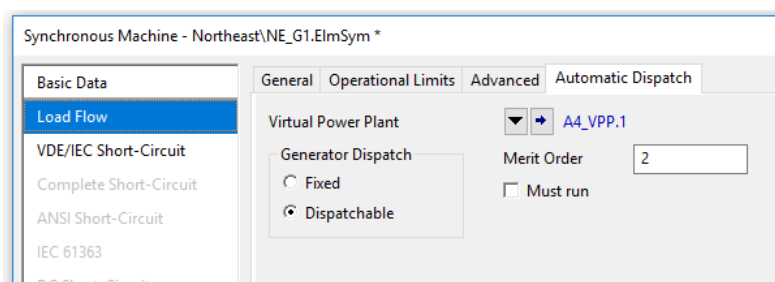 Synchronous Machine - Northeast\NE_G1.ElmSym *
Basic Data
Load Flow
VDE/IEC Short-Circuit
Complete Short-Circuit
ANSI Short-Circuit
IEC 61363
General Operational Limits Advanced Automatic Dispatch
Virtual Power Plant A4_VPP.1
Generator Dispatch
Fixed
Dispatchable
Merit Order 2
Must run